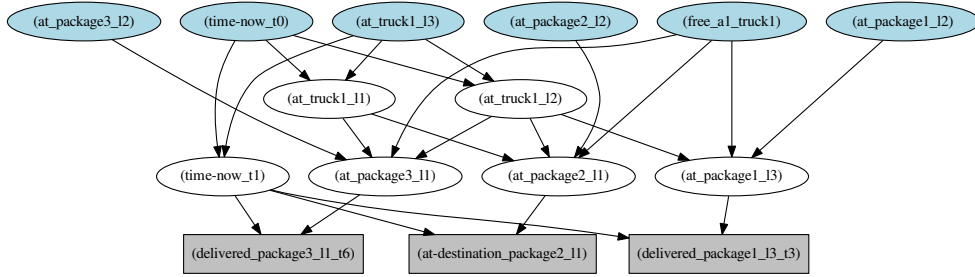 (at_package3_l2)
(time-now_t0)
(at_truck1_l3)
(at_package2_l2)
(free_a1_truck1)
(at_package1_l2)
(at_truck1_l1)
(at_truck1_l2)
(time-now_t1)
(at_package3_l1)
(at_package2_l1)
(at_package1_l3)
(delivered_package3_l1_t6)
(at-destination_package2_l1)
(delivered_package1_l3_t3)